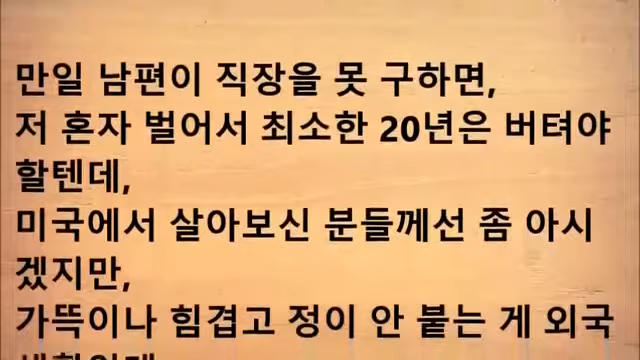 만일 남편이 직장을 못 구하면,
저 혼자 벌어서 최소한 20년은 버텨야
할텐데,
미국에서 살아보신 분들께선 좀 아시
겠지만,
가뜩이나 힘겹고 정이 안 붙는 게 외국